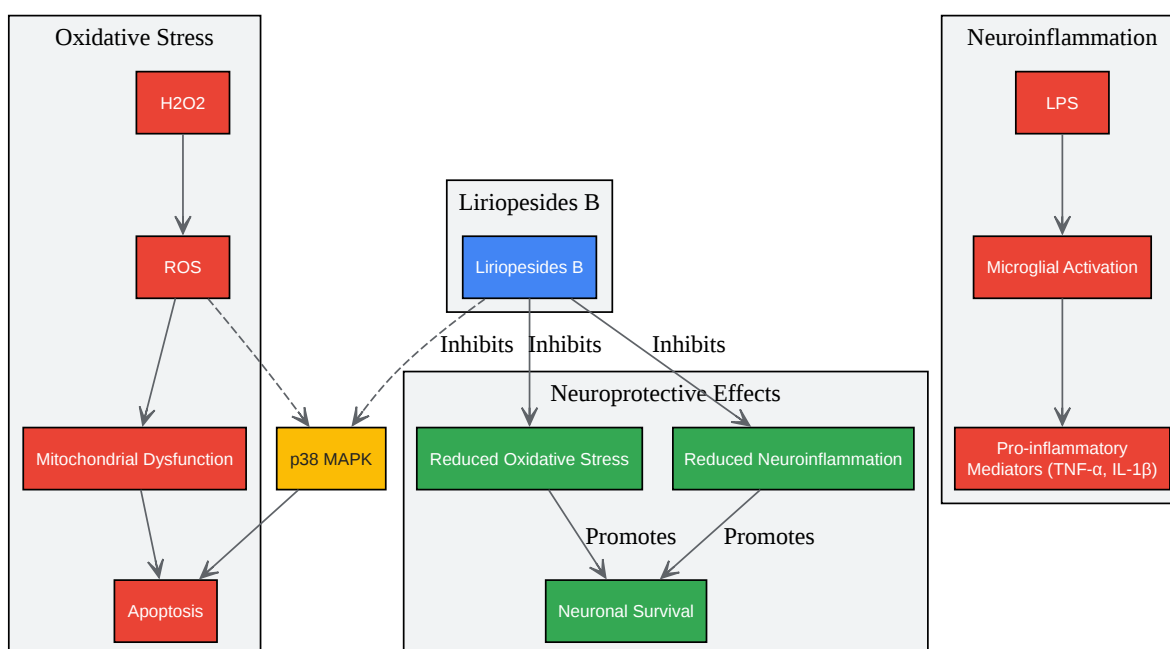 Oxidative Stress
Neuroinflammation
H2O2
LPS
Liriopesides B
ROS
Liriopesides B
Microglial Activation
Inhibits
Inhibits
Inhibits
Neuroprotective Effects
Mitochondrial Dysfunction
p38 MAPK
Reduced Oxidative Stress
Reduced Neuroinflammation
Pro-inflammatory
Mediators (TNF-α, IL-1β)
Promotes
Promotes
Apoptosis
Neuronal Survival